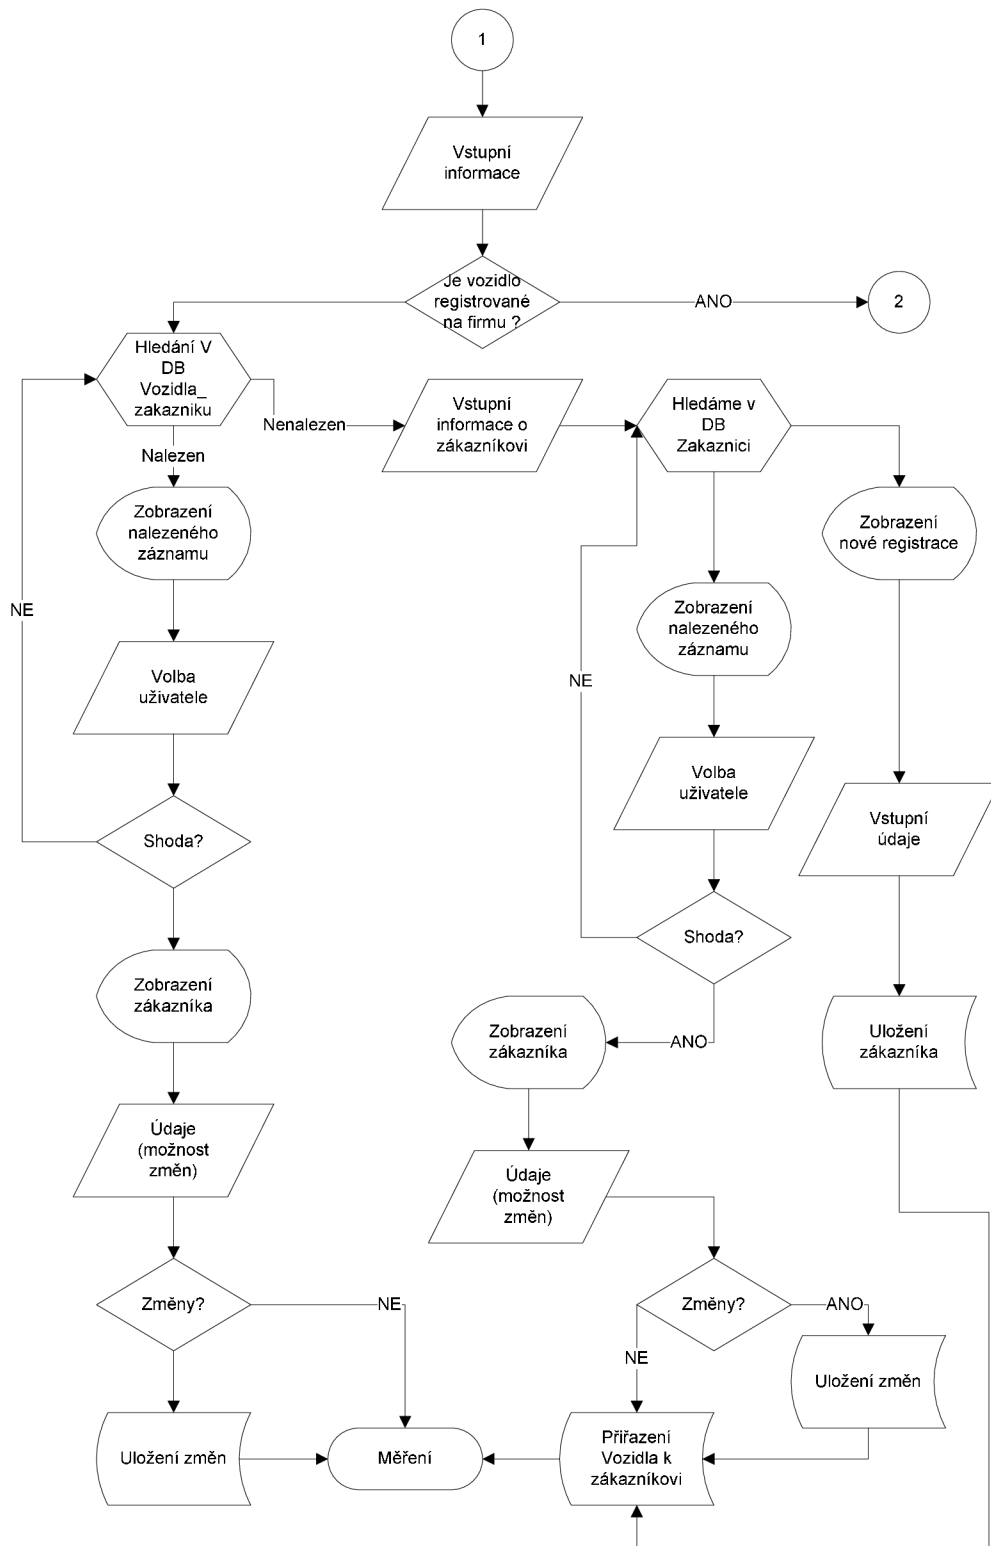 1
Vstupní
informace
Je vozidlo
registrované
na firmu ?
ANO
2
Hledání V
DB
Vozidla_
zakazniku
Nenalezen
Vstupní
informace o
zákazníkovi
Hledáme v
DB
Zakaznici
Nalezen
Zobrazení
nalezeného
záznamu
Zobrazení
nové registrace
NE
Zobrazení
nalezeného
záznamu
Volba
uživatele
NE
Volba
uživatele
Shoda?
Vstupní
údaje
Shoda?
Zobrazení
zákazníka
Zobrazení
zákazníka
ANO
Uložení
zákazníka
Údaje
(možnost
změn)
Údaje
(možnost
změn)
Změny?
NE
Změny?
ANO
NE
Uložení změn
Uložení změn
Měření
Přiřazení
Vozidla k
zákazníkovi